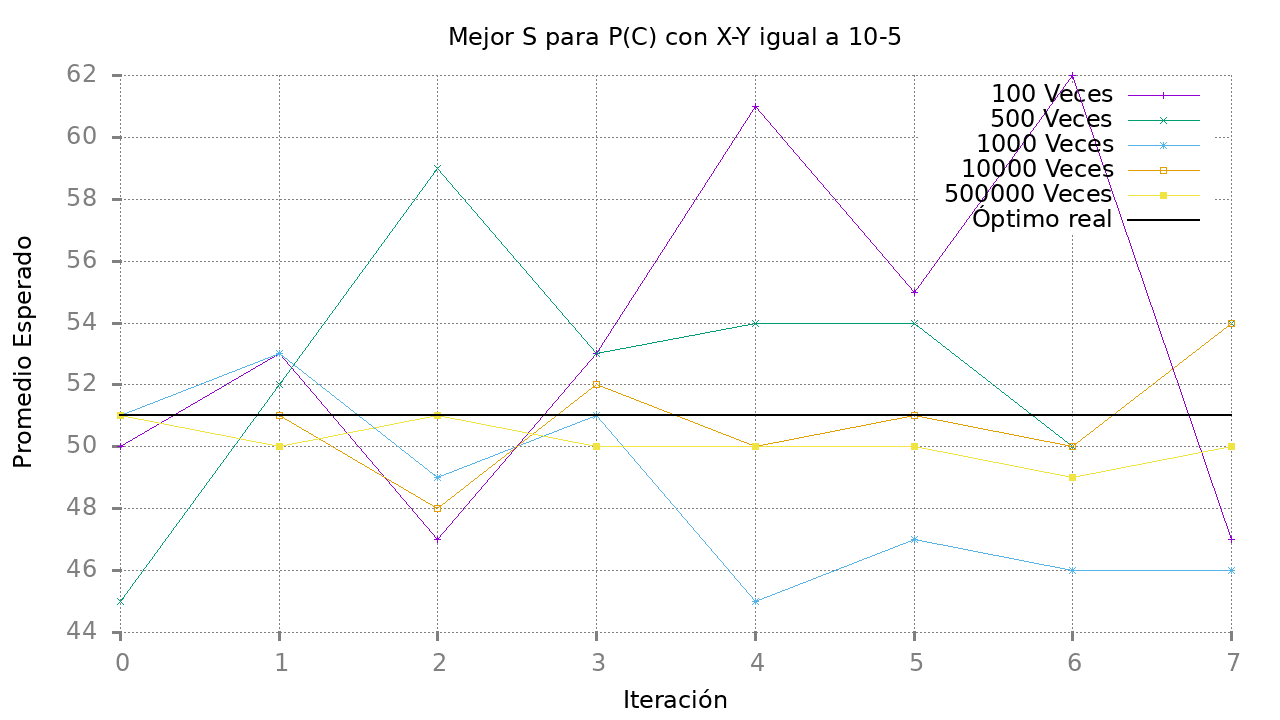 Mejor S para P(C) con X-Y igual a 10-5
62
60
58
56
54
52
50
48
46
44
Promedio Esperado
100 Veces
500 Veces
1000 Veces
10000 Veces
500000 Veces
Óptimo real
0 1 2 3 4 5 6 7
Iteración